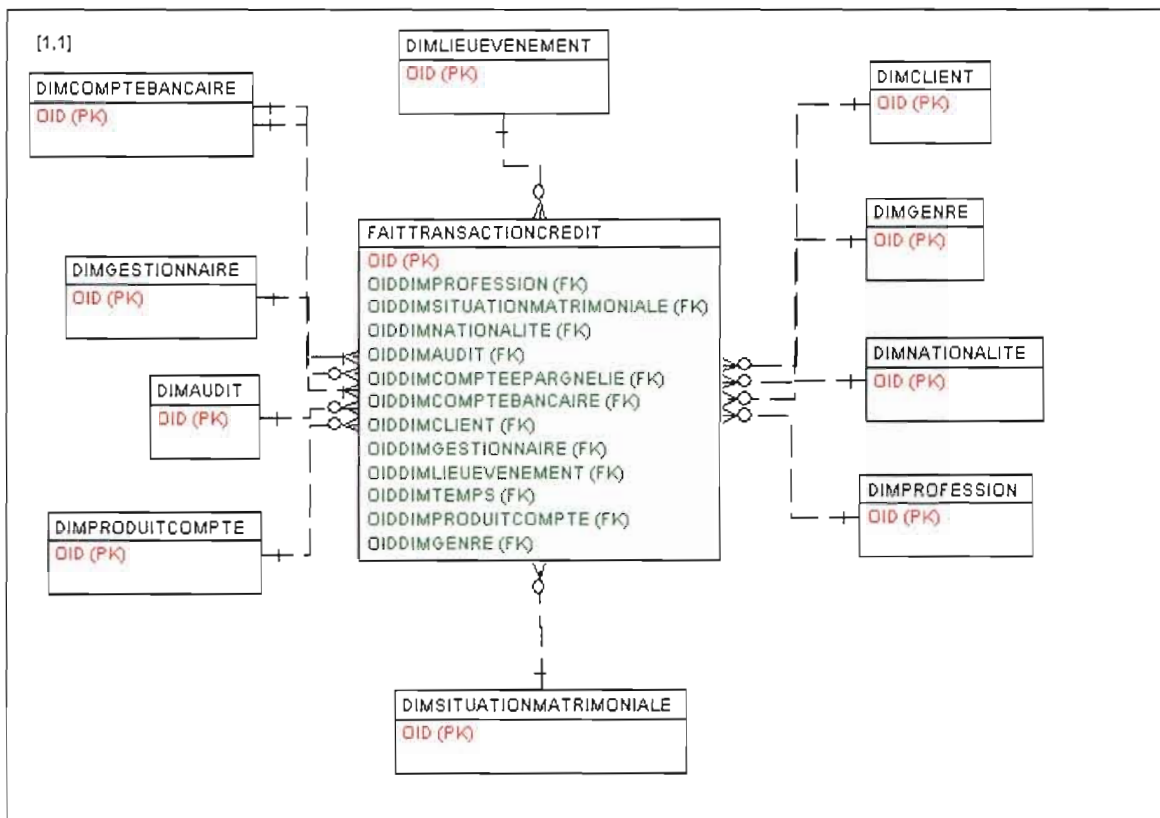 [1,1]
DIMCOMPTEBANCAIRE
OID (PK)
DIMLIEUEVENEMENT
OID (PK)
DIMCLIENT
OID (PK)
DIMGENRE
OID (PK)
DIMGESTIONNAIRE
OID (PK)
FAITTRANSACTIONCREDIT
OID (PK)
OIDDIMPROFESSION (FK)
OIDDIMSITUATIONMATRIMONIALE (FK)
OIDDIMNATIONALITE (FK)
OIDDIMAUDIT (FK)
OIDDIMCOMPTEEPARGNELIE (FK)
OIDDIMCOMPTEBANCAIRE (FK)
OIDDIMCLIENT (FK)
OIDDIMGESTIONNAIRE (FK)
OIDDIMLIEUEVENEMENT (FK)
OIDDIMTEMPS (FK)
OIDDIMPRODUITCOMPTE (FK)
OIDDIMGENRE (FK)
DIMNATIONALITE
OID (PK)
DIMAUDIT
OID (PK)
DIMPROFESSION
OID (PK)
DIMPRODUITCOMPTE
OID (PK)
DIMSITUATIONMATRIMONIALE
OID (PK)